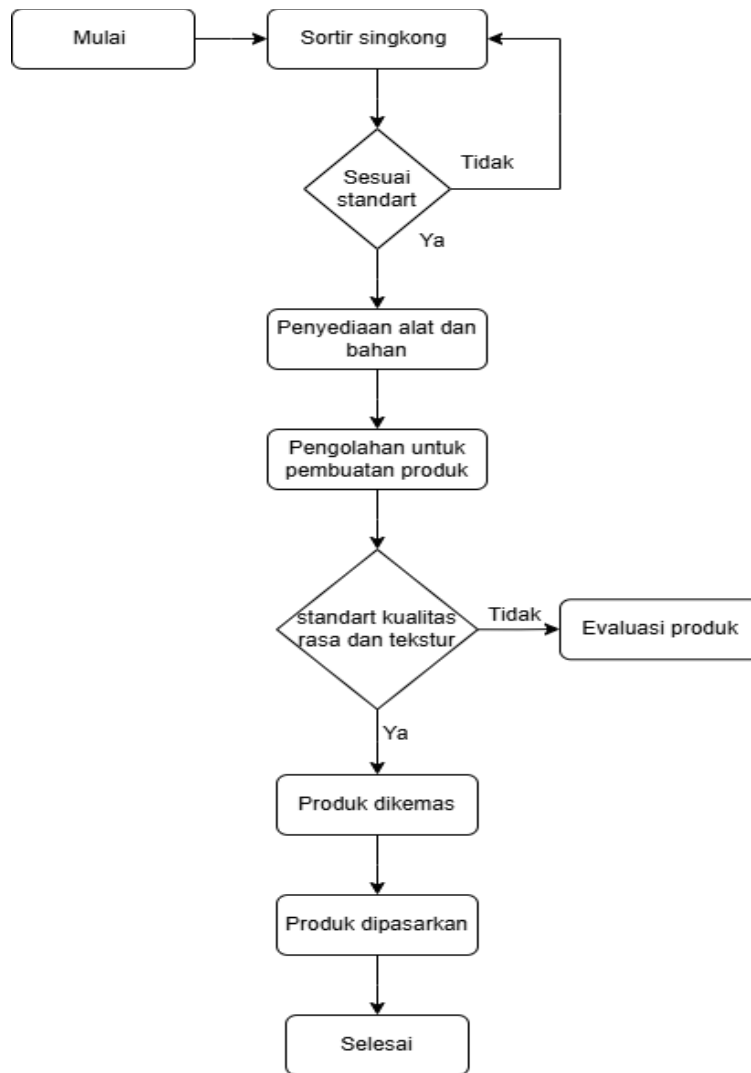 Mulai
Sortir singkong
Sesuai
standart
Tidak
Ya
Penyediaan alat dan
bahan
Pengolahan untuk
pembuatan produk
standart kualitas
rasa dan tekstur
Tidak
Evaluasi produk
Ya
Produk dikemas
Produk dipasarkan
Selesai